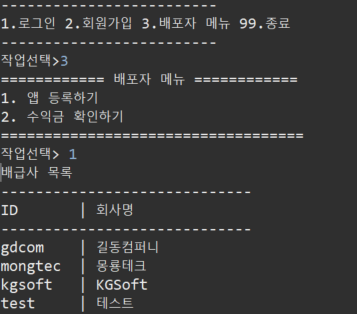 ---------------------------
1.로그인 2.회원가입 3.배포자 메뉴 99.종료
---------------------------
작업선택>3
============ 배포자 메뉴 ============
1. 앱 등록하기
2. 수익금 확인하기
===================================
작업선택> 1
배급사 목록
-----------------------------
ID | 회사명
-----------------------------
gdcom | 길동컴퍼니
mongtec | 몽룡테크
kgsoft | KGSoft
test | 테스트